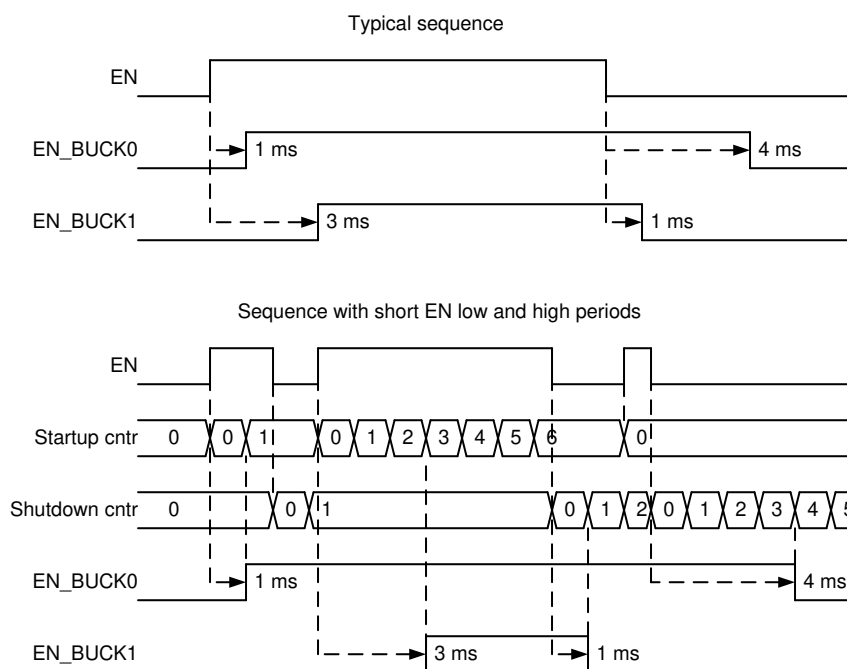 Typical sequence
EN
EN_BUCK0
1 ms
4 ms
EN_BUCK1
3 ms
1 ms
Sequence with short EN low and high periods
EN
Startup cntr
0 0 1 0 1 2 3 4 5 6 0
Shutdown cntr
0 0 1 0 1 2 0 1 2 3 4 5
EN_BUCK0
1 ms
4 ms
EN_BUCK1
3 ms
1 ms